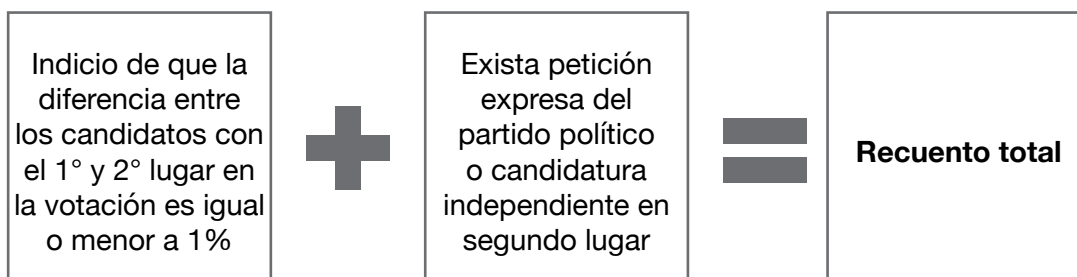 Indicio de que la
diferencia entre
los candidatos con
el 1° y 2° lugar en
la votación es igual
o menor a 1%
Exista petición
expresa del
partido político
o candidatura
independiente en
segundo lugar
Recuento total